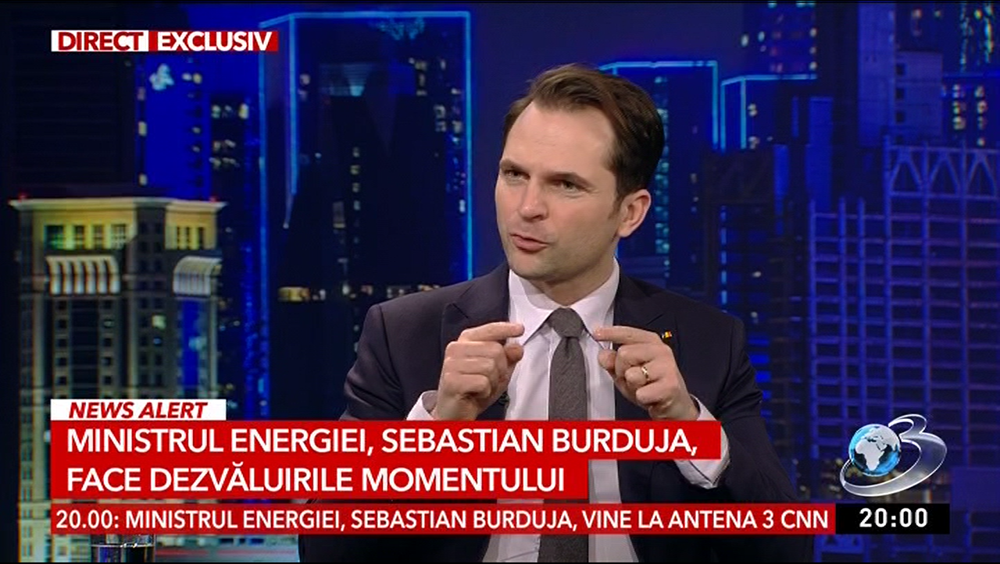 DIRECT EXCLUSIV
NEWS ALERT
MINISTRUL ENERGIEI, SEBASTIAN BURDUJA,
FACE DEZVĂLUIRILE MOMENTULUI
20.00: MINISTRUL ENERGIEI, SEBASTIAN BURDUJA, VINE LA ANTENA 3 CNN
3
20:00